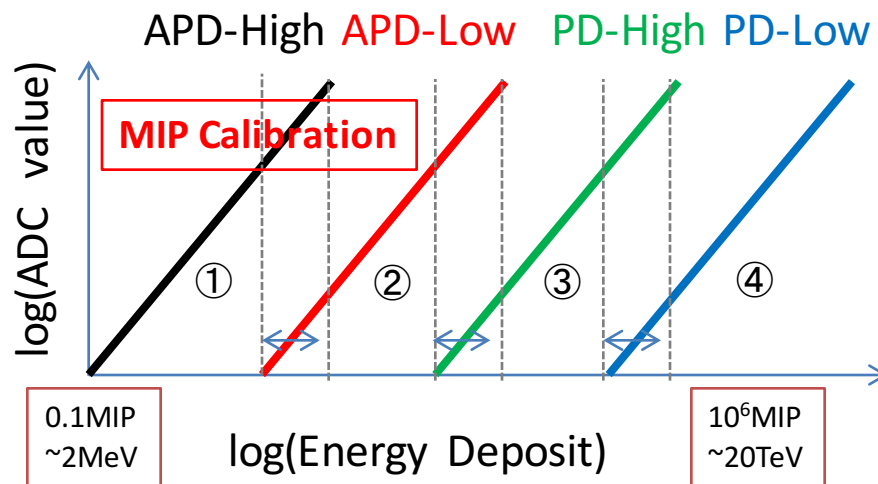 APD-High APD-Low PD-High PD-Low
MIP Calibration
log(ADC value)
① ② ③ ④
0.1MIP
~2MeV
log(Energy Deposit)
10⁶MIP
~20TeV